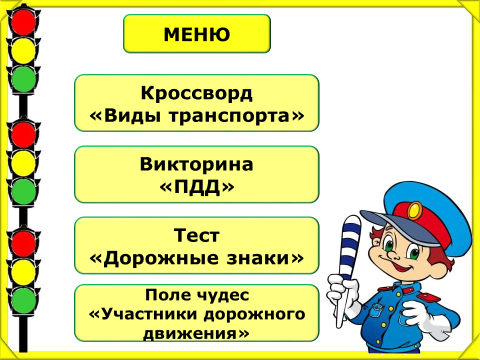 МЕНЮ
Кроссворд
«Виды транспорта»
Викторина
«ПДД»
Тест
«Дорожные знаки»
Поле чудес
«Участники дорожного
движения»